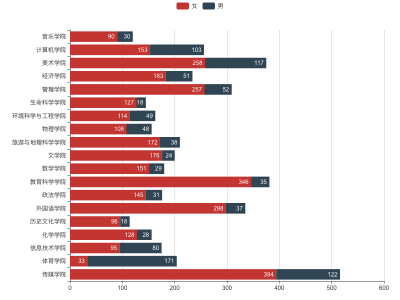 女 男
音乐学院 90 30
计算机学院 153 103
美术学院 258 117
经济学院 183 51
管理学院 257 52
生命科学学院 127 18
环境科学与工程学院 114 49
物理学院 108 48
旅游与地理科学学院 172 38
文学院 176 24
数学学院 151 29
教育科学学院 346 35
政法学院 145 31
外国语学院 298 37
历史文化学院 96 18
化学学院 128 28
信息技术学院 95 80
体育学院 33 171
传媒学院 394 122
0 100 200 300 400 500 600